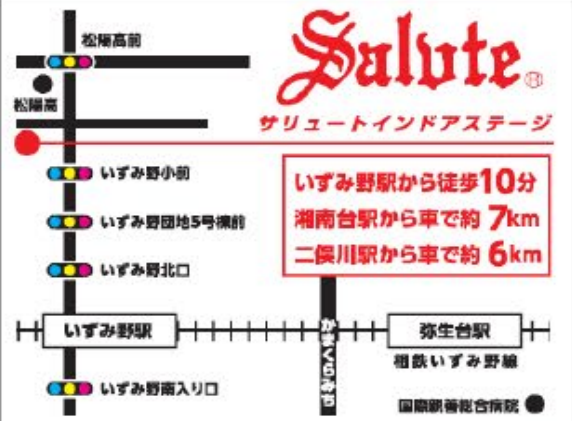 松陽高前
Salute®
松陽高
サリュートインドアステージ
いずみ野小前
いずみ野駅から徒歩10分
いずみ野団地5号棟前
湘南台駅から車で約7km
二俣川駅から車で約6km
いずみ野北口
いずみ野駅
かまくらみち
弥生台駅
相鉄いずみ野線
いずみ野南入り口
国際親善総合病院